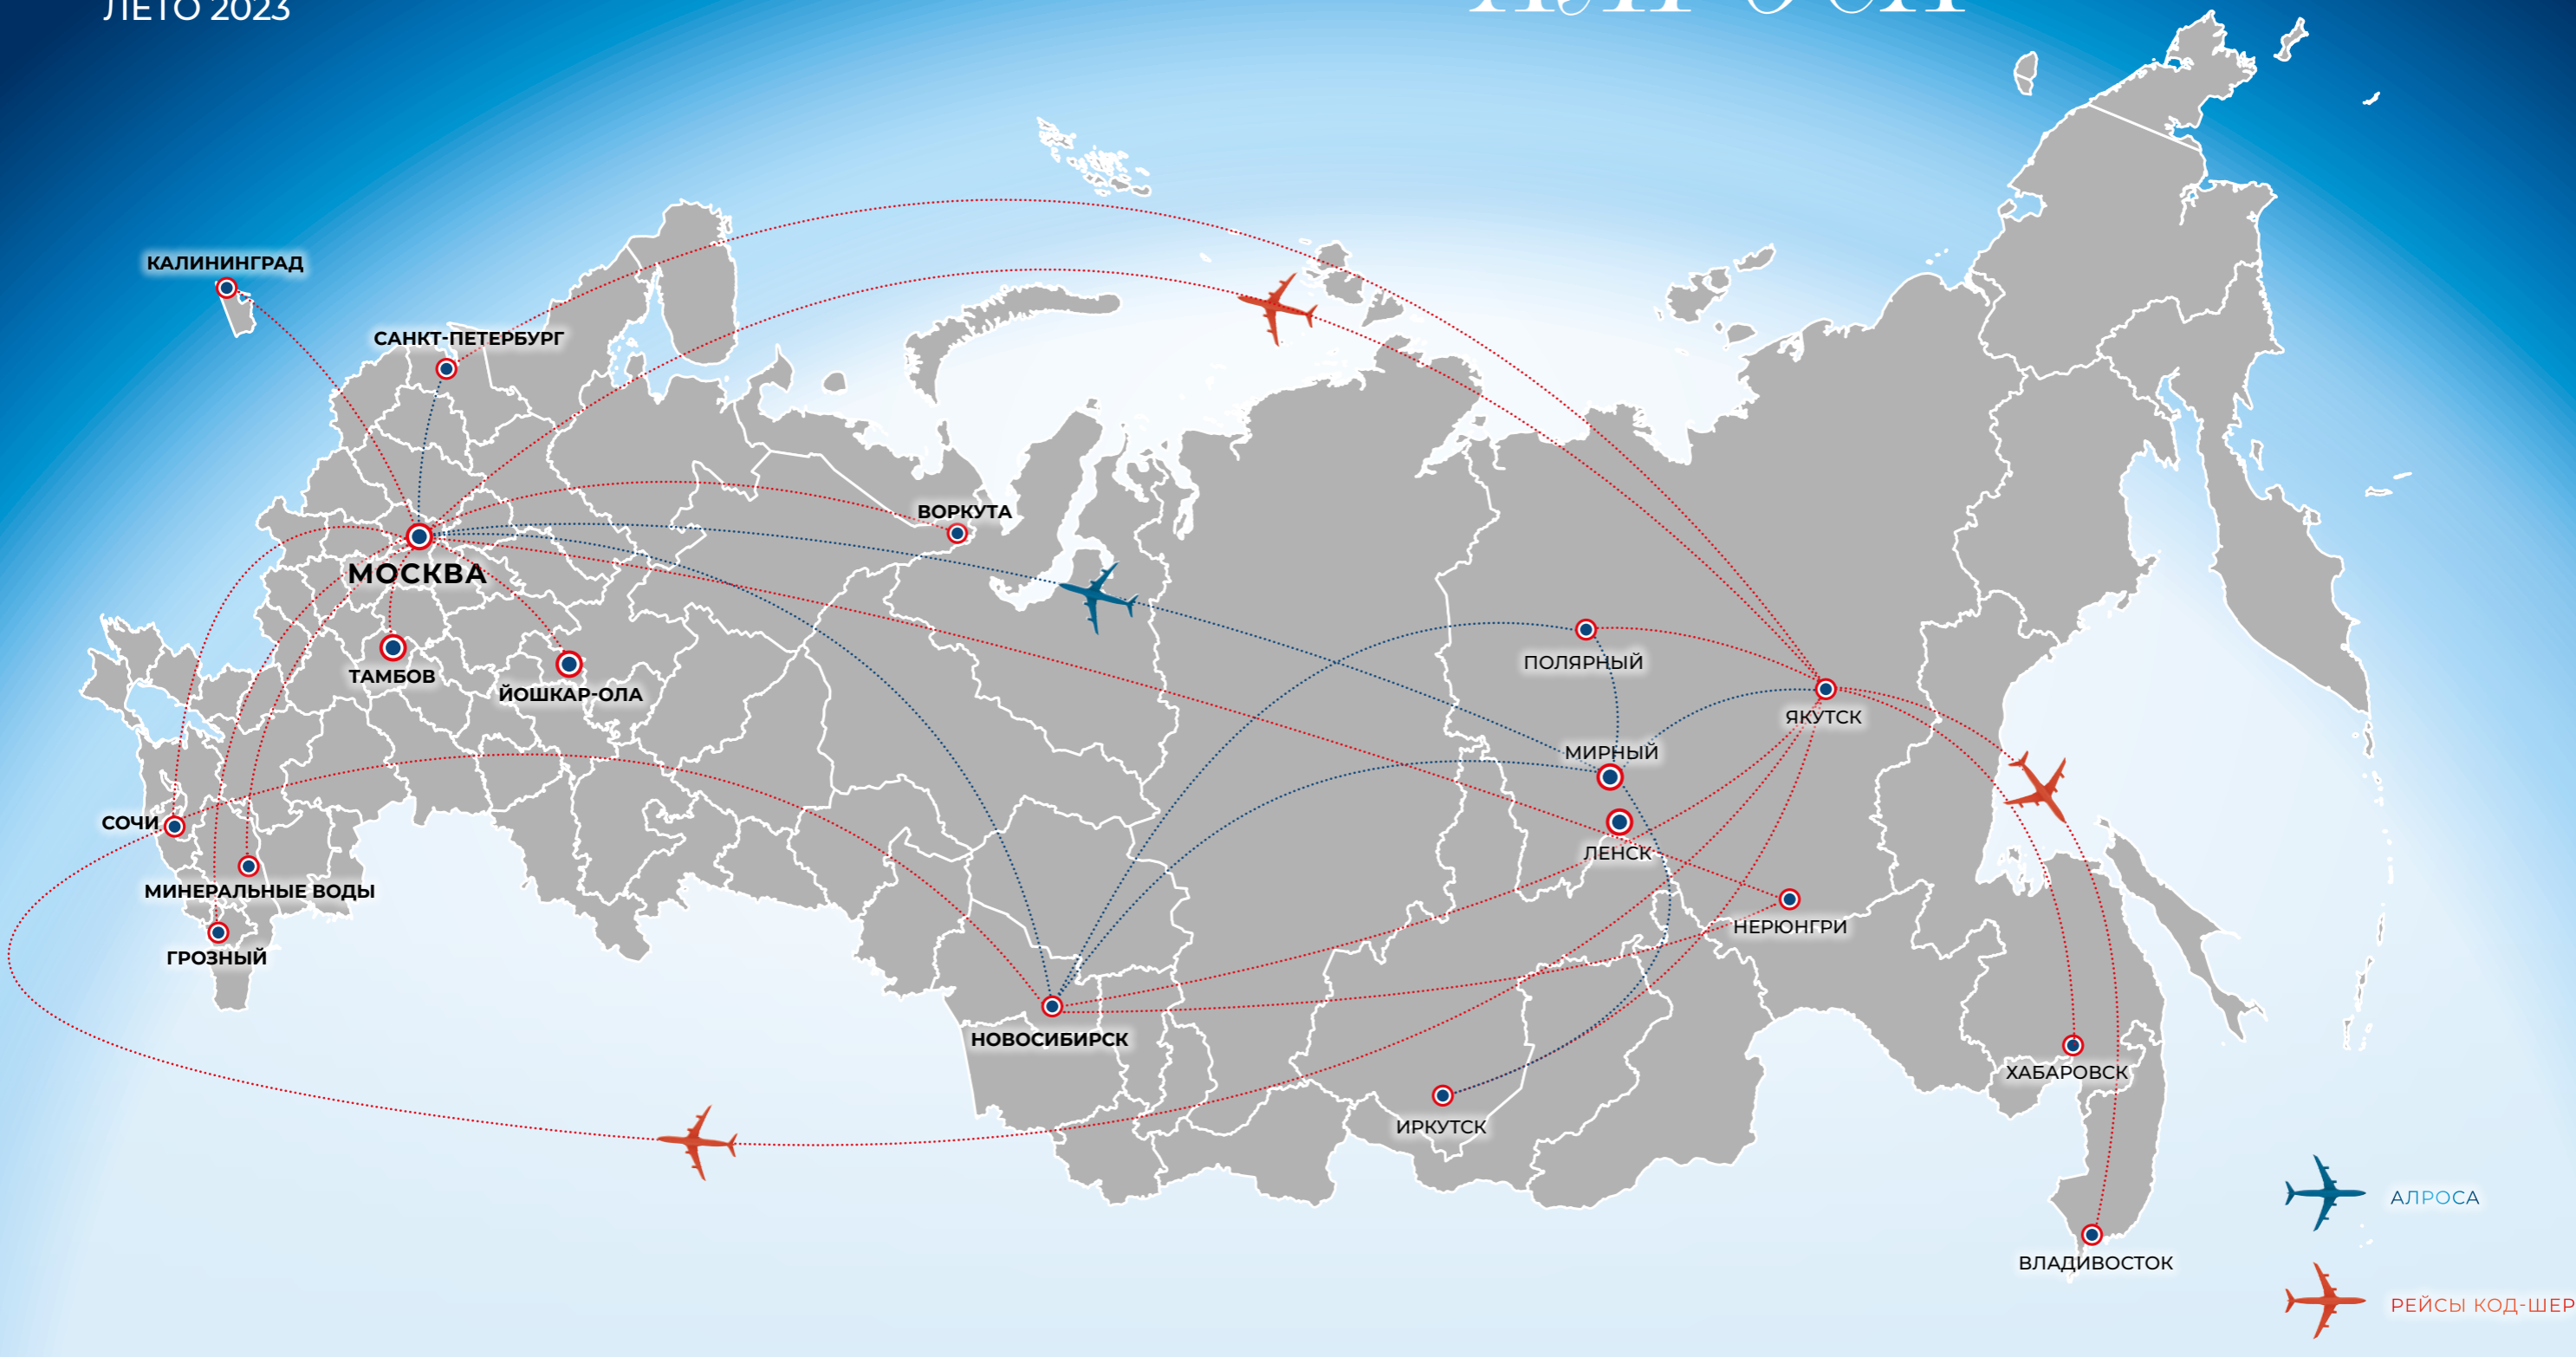 ЛЕТО 2023
КАЛИНИНГРАД
САНКТ-ПЕТЕРБУРГ
ВОРКУТА
МОСКВА
ТАМБОВ
ЙОШКАР-ОЛА
ПОЛЯРНЫЙ
ЯКУТСК
МИРНЫЙ
СОЧИ
ЛЕНСК
МИНЕРАЛЬНЫЕ ВОДЫ
НЕРЮНГРИ
ГРОЗНЫЙ
НОВОСИБИРСК
ХАБАРОВСК
ИРКУТСК
АЛРОСА
ВЛАДИВОСТОК
РЕЙСЫ КОД-ШЕР